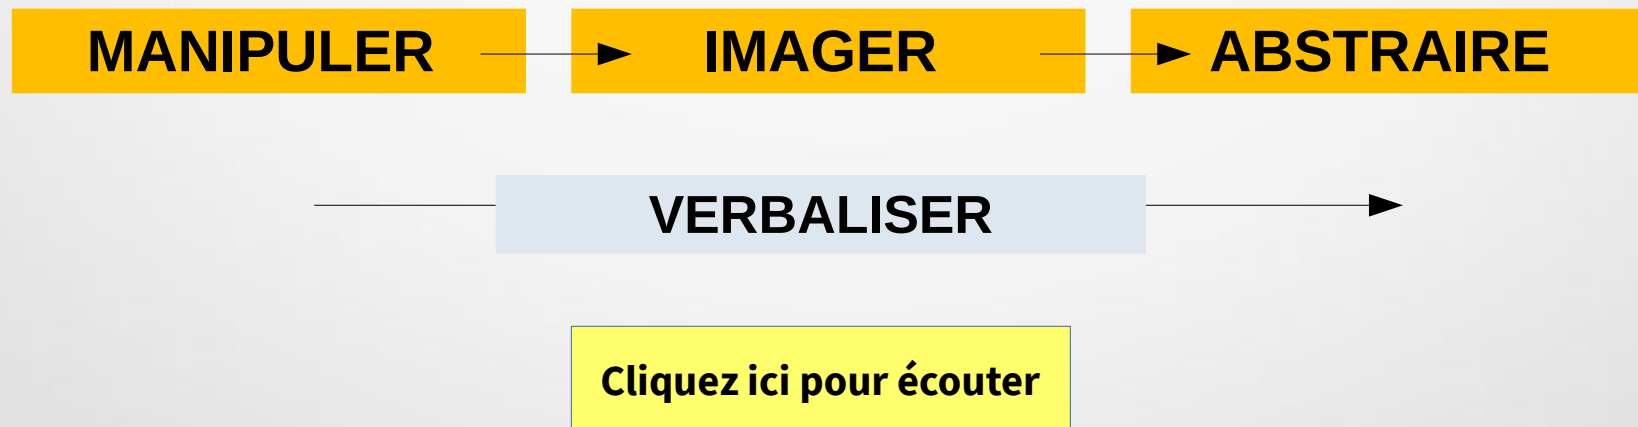 MANIPULER IMAGER ABSTRAIRE
VERBALISER
Cliquez ici pour écouter